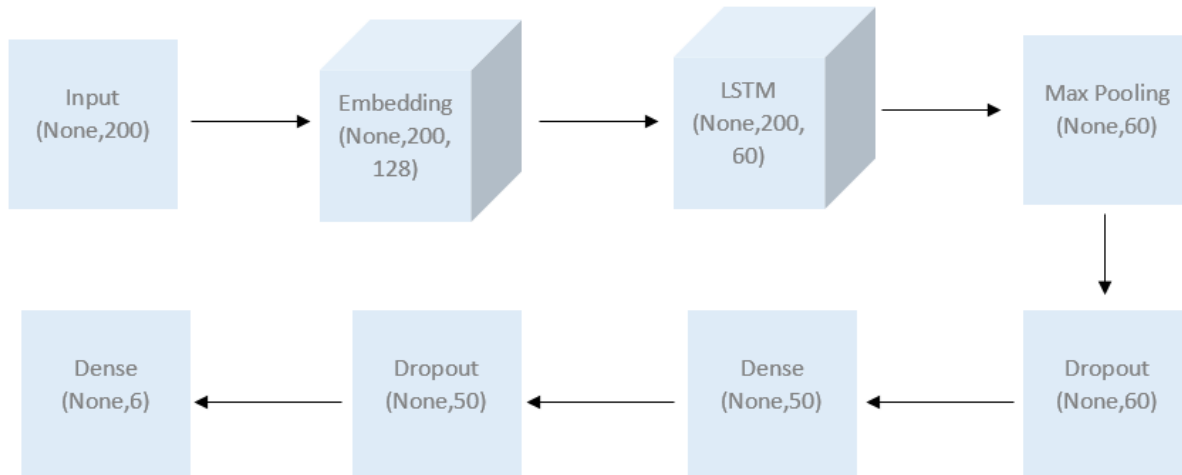 Input
(None,200)
Embedding
(None,200,
128)
LSTM
(None,200,
60)
Max Pooling
(None,60)
Dropout
(None,60)
Dense
(None,50)
Dropout
(None,50)
Dense
(None,6)